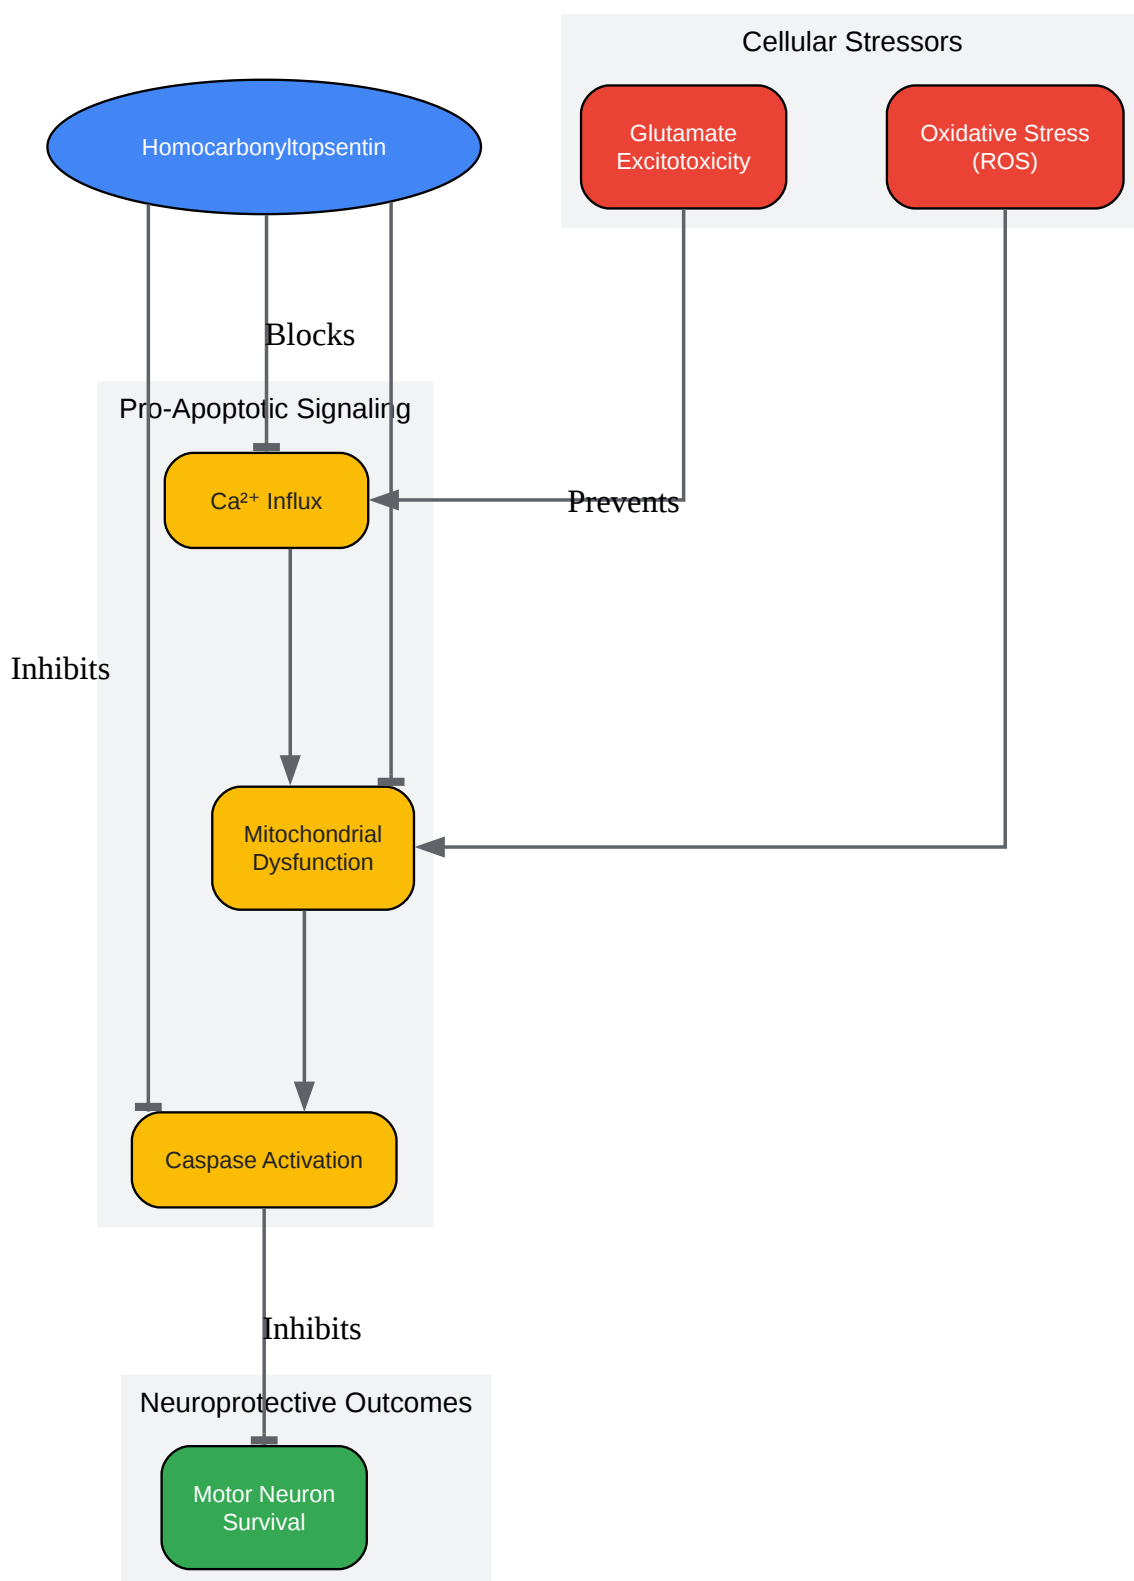 Cellular Stressors
Homocarbonyltopsentin
Glutamate
Excitotoxicity
Oxidative Stress
(ROS)
Blocks
Pro-Apoptotic Signaling
Ca²⁺ Influx
Prevents
Inhibits
Mitochondrial
Dysfunction
Caspase Activation
Inhibits
Neuroprotective Outcomes
Motor Neuron
Survival